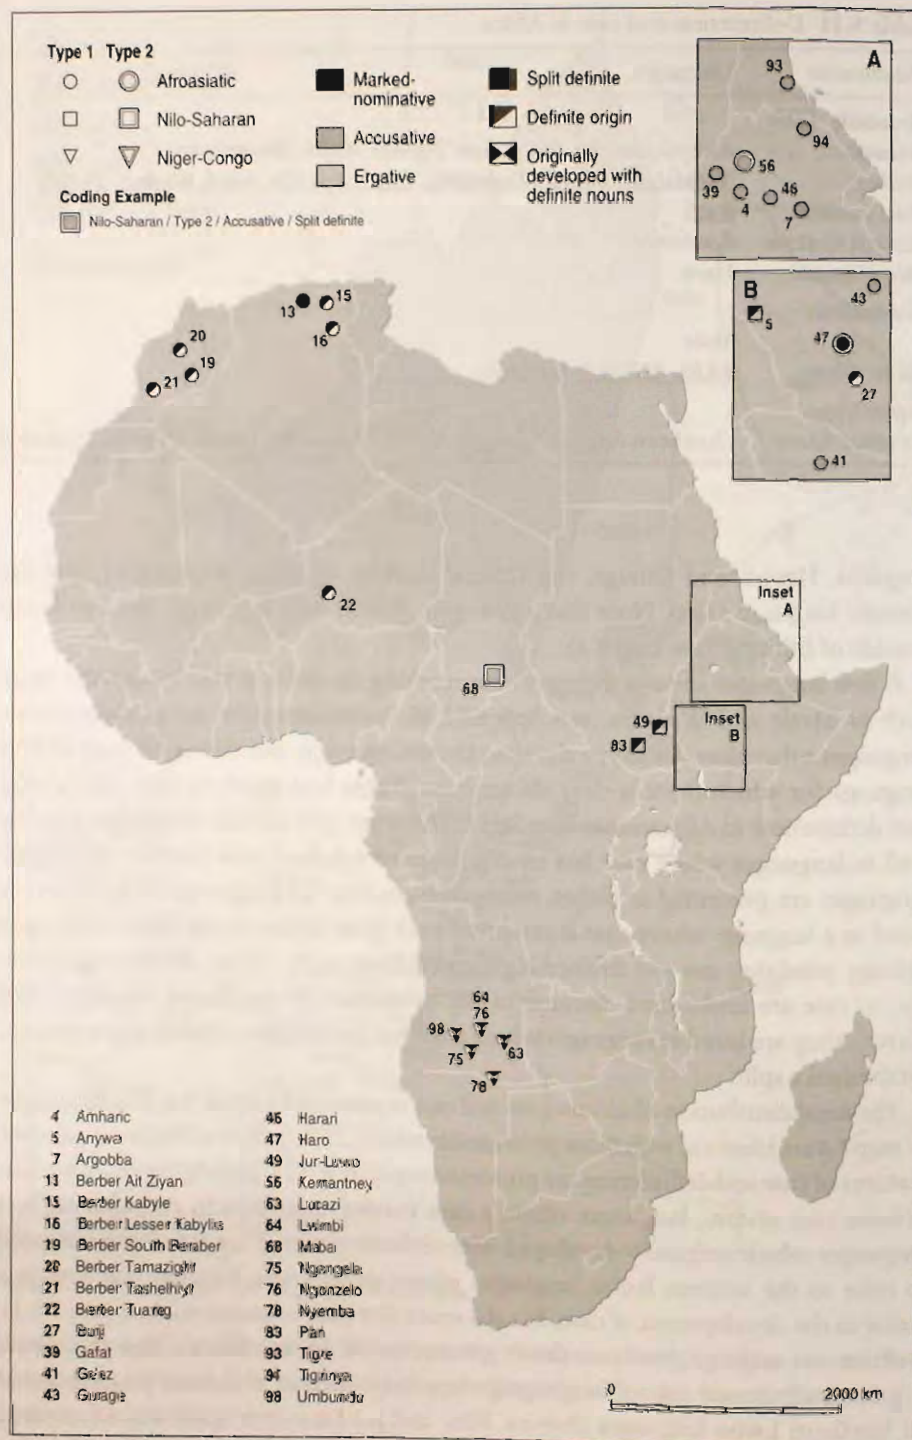 Type 1 Type 2
Afroasiatic
Nilo-Saharan
Niger-Congo
Coding Example
Nilo-Saharan / Type 2 / Accusative / Split definite
Marked-
nominative
Accusative
Ergative
Split definite
Definite origin
Originally
developed with
definite nouns
A
93
94
56
39
4
46
7
B
43
5
47
27
41
13
15
16
20
19
21
22
68
Inset
A
49
83
Inset
B
64
76
98
75
63
78
4 Amharic
5 Anywa
7 Argobba
13 Berber Ait Ziyan
15 Berber Kabyle
16 Berber Lesser Kabylia
19 Berber South Beraber
20 Berber Tamazight
21 Berber Tashelhiyt
22 Berber Tuareg
27 Burji
39 Gafat
41 Ge'ez
43 Gurage
46 Harari
47 Haro
49 Jur-Luwo
56 Kemantney
63 Lucazi
64 Lwimbi
68 Maba
75 Ngangela
76 Ngonzelo
78 Nyemba
83 Päri
93 Tigre
94 Tigrinya
98 Umbundu
0 2000 km